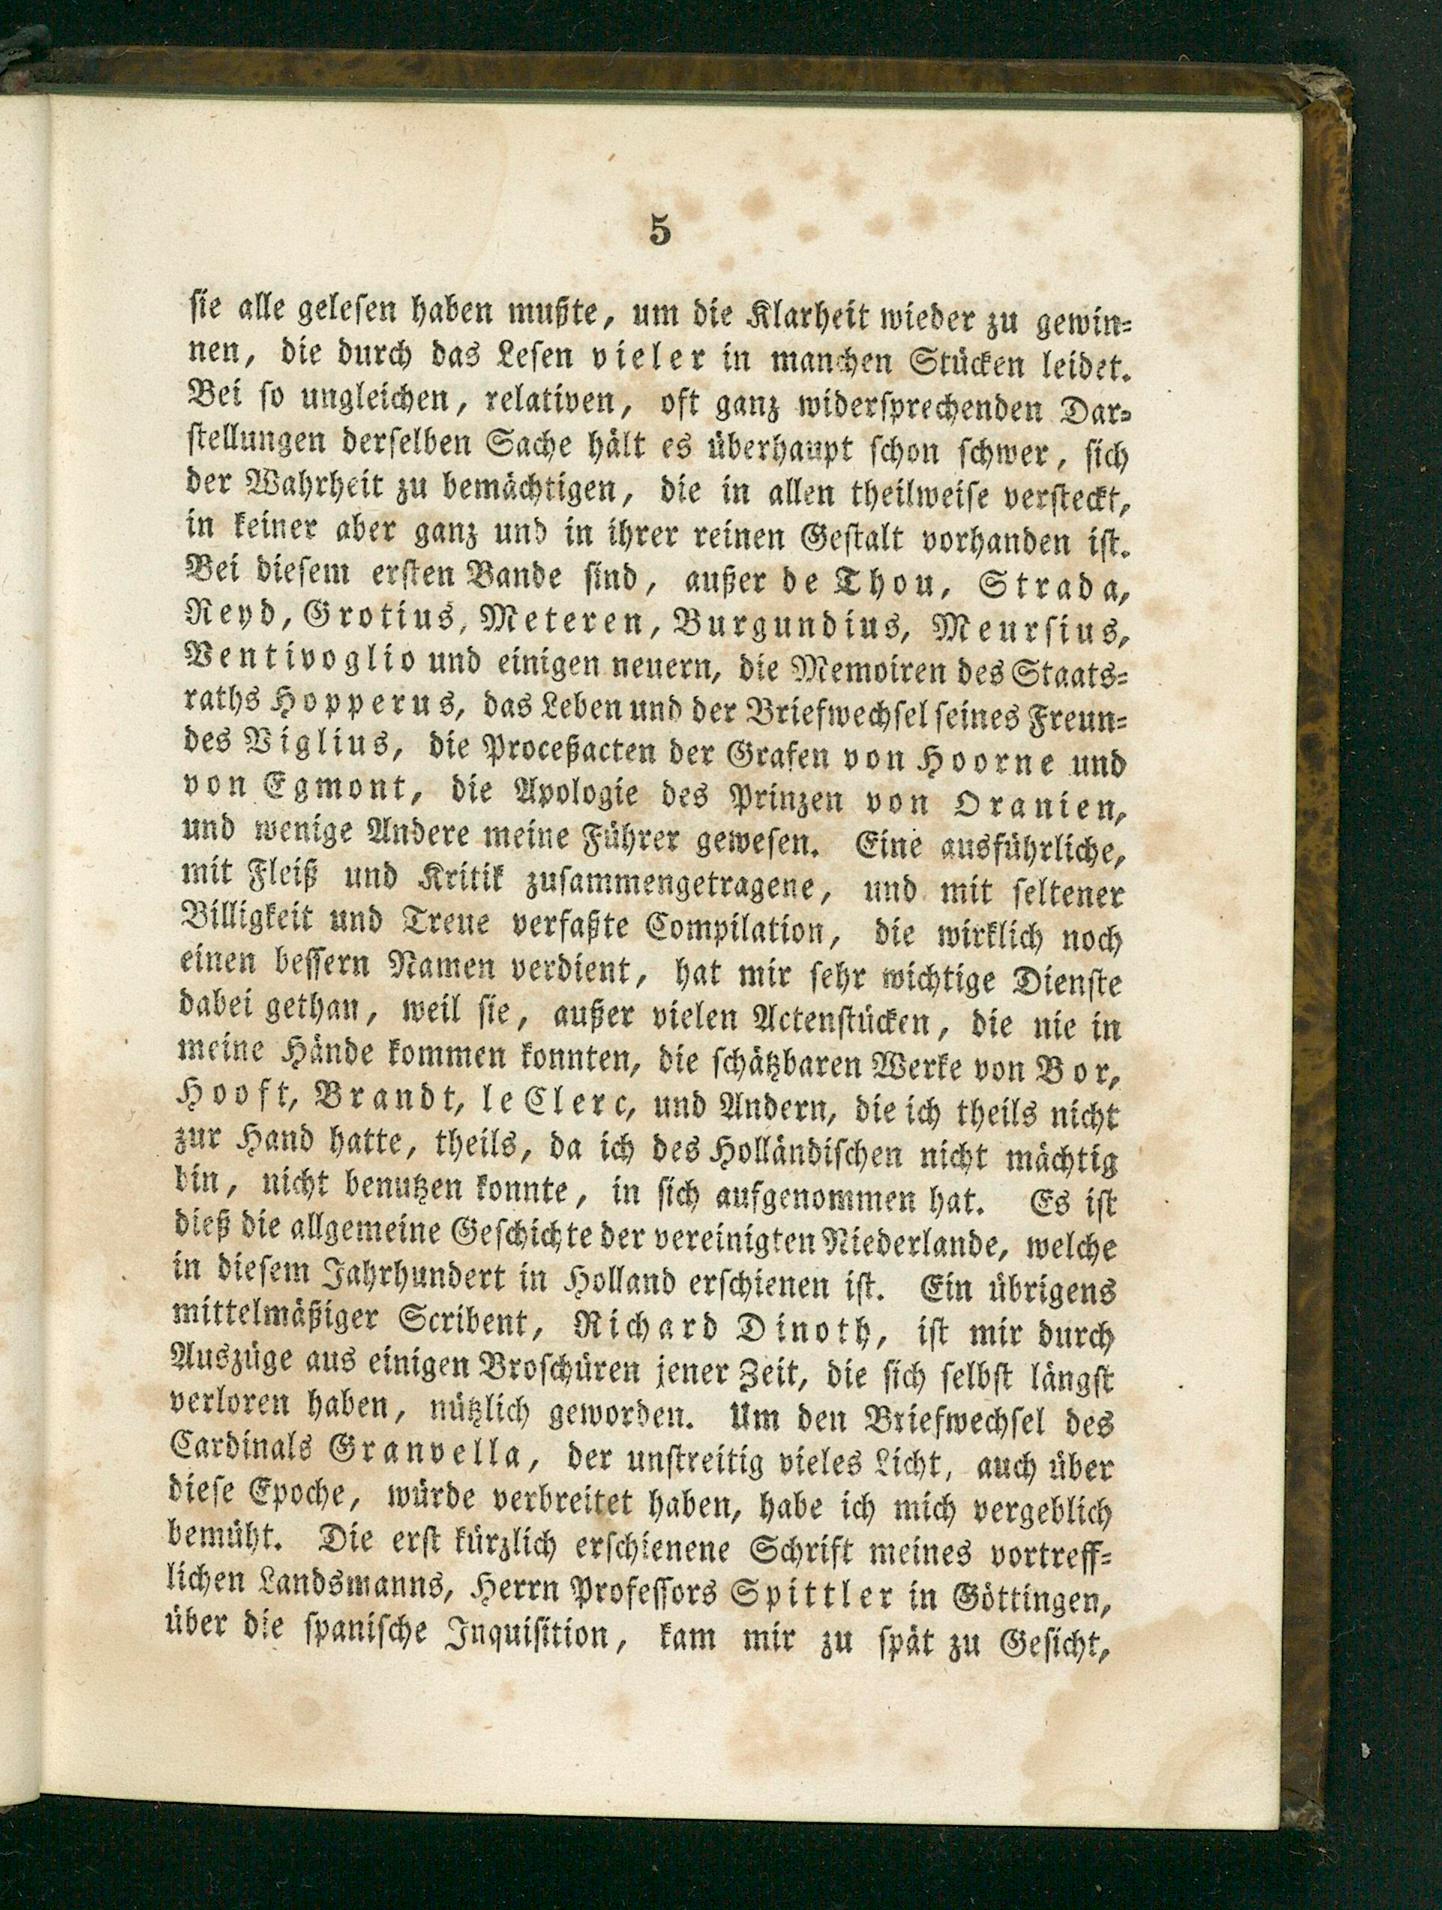 5
sie alle gelesen haben mußte, um die Klarheit wieder zu gewin-
nen, die durch das Lesen vieler in manchen Stücken leidet.
Bei so ungleichen, relativen, oft ganz widersprechenden Dar-
stellungen derselben Sache hält es überhaupt schon schwer, sich
der Wahrheit zu bemächtigen, die in allen theilweise versteckt,
in keiner aber ganz und in ihrer reinen Gestalt vorhanden ist.
Bei diesem ersten Bande sind, außer de Thou, Strada,
Reyd, Grotius, Meteren, Burgundius, Meursius,
Bentivoglio und einigen neuern, die Memoiren des Staats-
raths Hopperus, das Leben und der Briefwechsel seines Freun-
des Viglius, die Proceßacten der Grafen von Hoorne und
von Egmont, die Apologie des Prinzen von Oranien,
und wenige Andere meine Führer gewesen. Eine ausführliche,
mit Fleiß und Kritik zusammengetragene, und mit seltener
Billigkeit und Treue verfaßte Compilation, die wirklich noch
einen bessern Namen verdient, hat mir sehr wichtige Dienste
dabei gethan, weil sie, außer vielen Actenstücken, die nie in
meine Hände kommen konnten, die schätzbaren Werke von Bor,
Hooft, Brandt, le Clerc, und Andern, die ich theils nicht
zur Hand hatte, theils, da ich des Holländischen nicht mächtig
bin, nicht benutzen konnte, in sich aufgenommen hat. Es ist
dieß die allgemeine Geschichte der vereinigten Niederlande, welche
in diesem Jahrhundert in Holland erschienen ist. Ein übrigens
mittelmäßiger Scribent, Richard Dinoth, ist mir durch
Auszüge aus einigen Broschüren jener Zeit, die sich selbst längst
verloren haben, nützlich geworden. Um den Briefwechsel des
Cardinals Granvella, der unstreitig vieles Licht, auch über
diese Epoche, würde verbreitet haben, habe ich mich vergeblich
bemüht. Die erst kürzlich erschienene Schrift meines vortreff-
lichen Landsmanns, Herrn Professors Spittler in Göttingen,
über die spanische Inquisition, kam mir zu spät zu Gesicht,